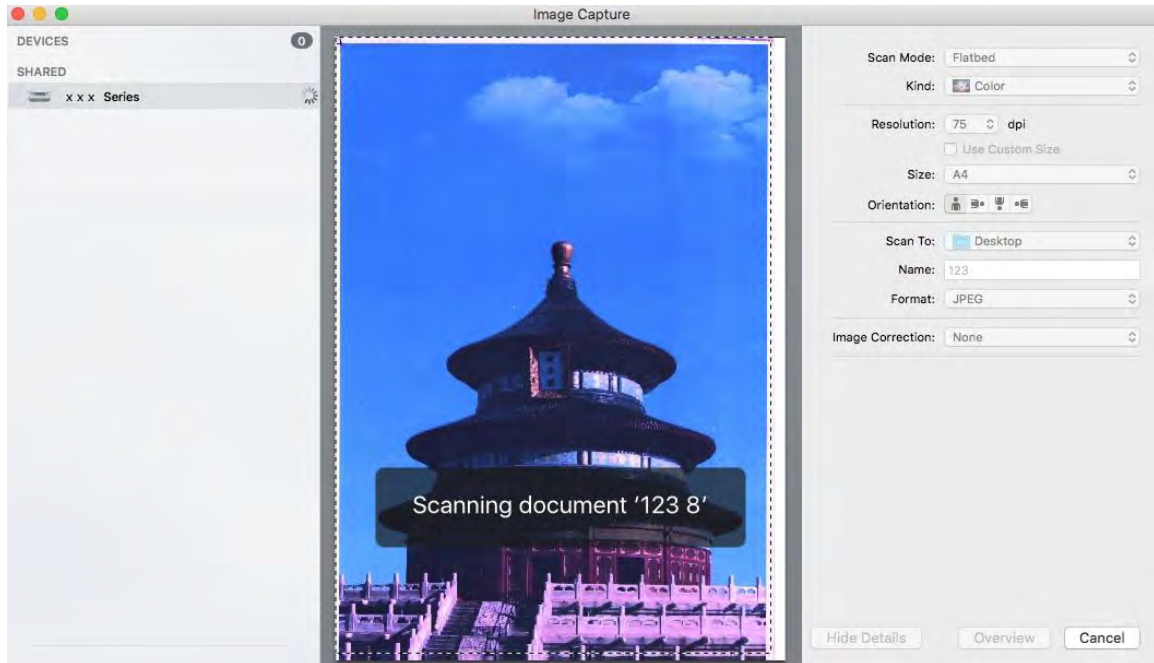 Image Capture
DEVICES 0
SHARED
x x x Series
Scanning document ‘123 8’
Scan Mode: Flatbed
Kind: Color
Resolution: 75 dpi
Use Custom Size
Size: A4
Orientation:
Scan To: Desktop
Name: 123
Format: JPEG
Image Correction: None
Hide Details Overview Cancel